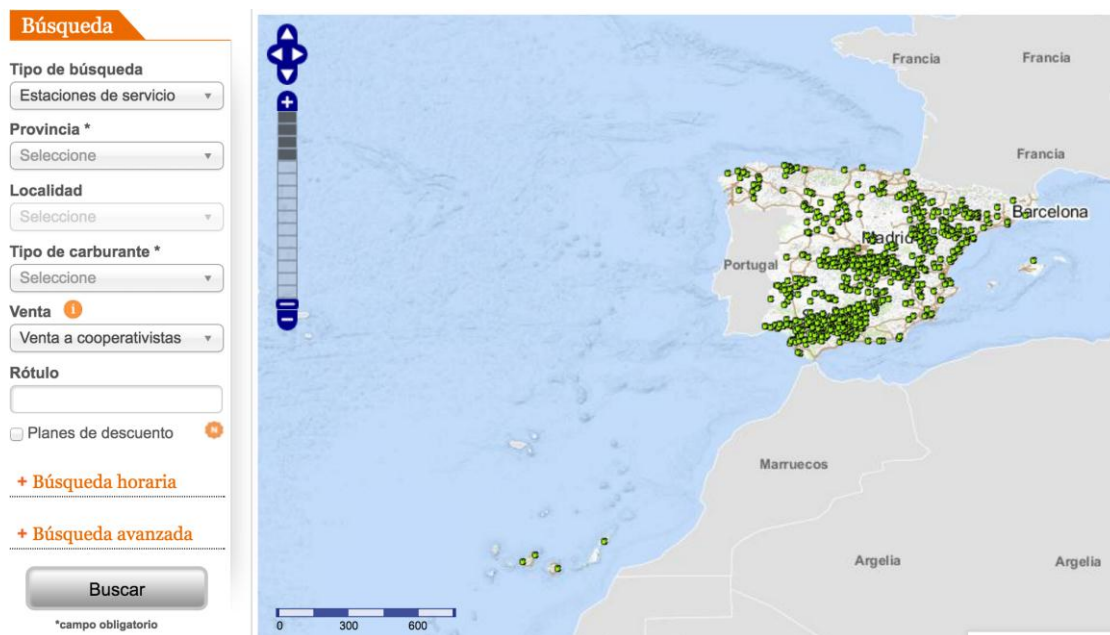 Búsqueda
Tipo de búsqueda
Estaciones de servicio
Provincia *
Seleccione
Localidad
Seleccione
Tipo de carburante *
Seleccione
Venta i
Venta a cooperativistas
Rótulo
Planes de descuento N
+ Búsqueda horaria
+ Búsqueda avanzada
Buscar
*campo obligatorio
Francia
Francia
Francia
Barcelona
Madrid
Portugal
Marruecos
Argelia
Argelia
0 300 600